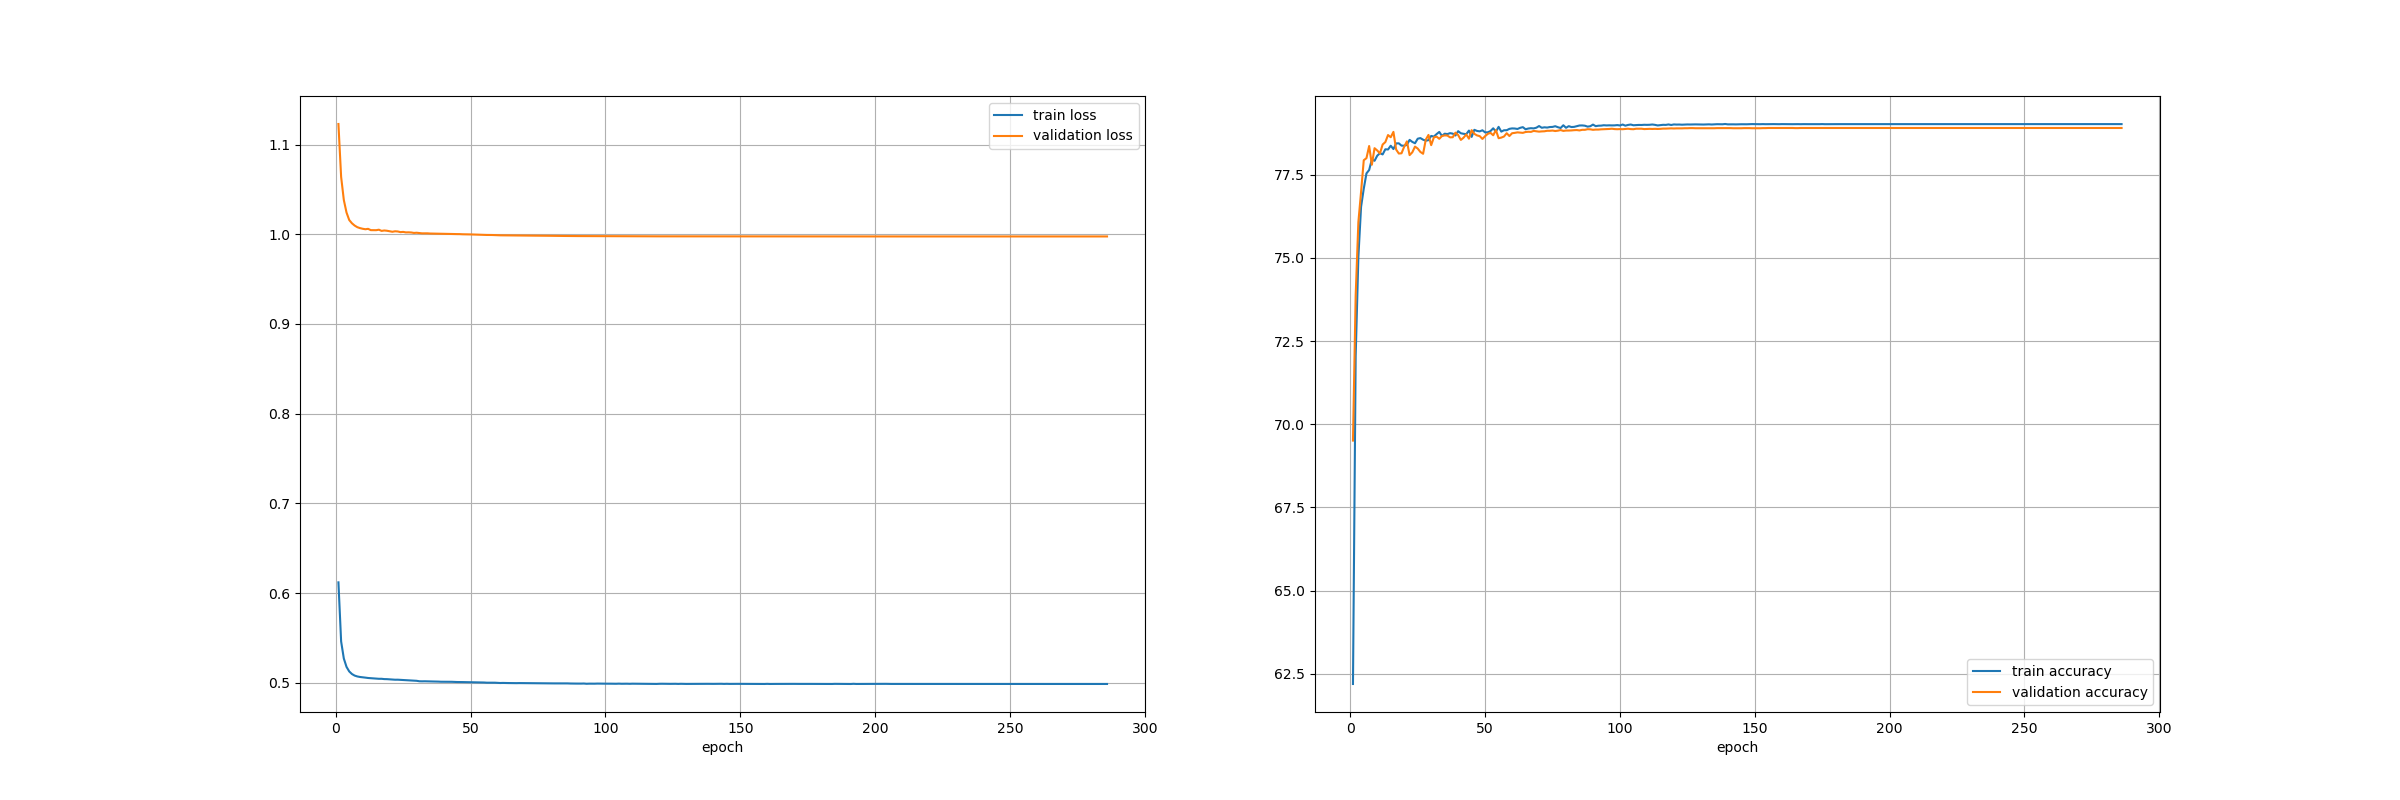 train loss
validation loss
1.1
1.0
0.9
0.8
0.7
0.6
0.5
0 50 100 150 200 250 300
epoch
77.5
75.0
72.5
70.0
67.5
65.0
62.5
train accuracy
validation accuracy
0 50 100 150 200 250 300
epoch